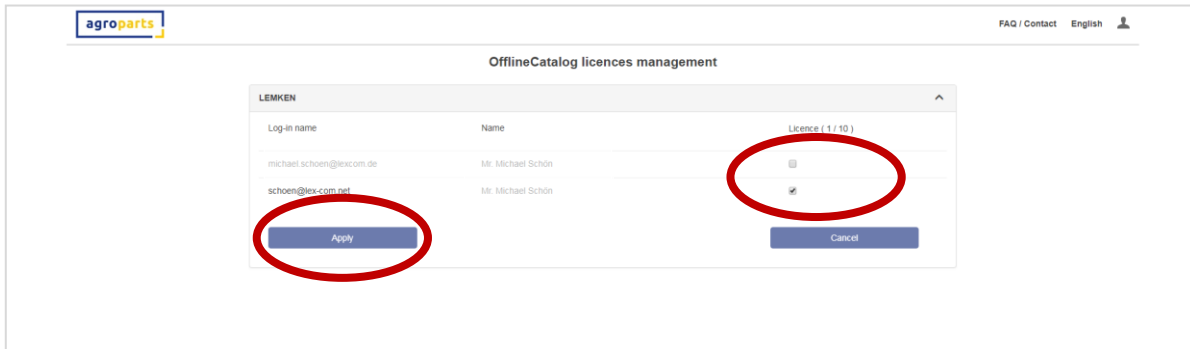 agroparts
FAQ / Contact English
OfflineCatalog licences management
LEMKEN
Log-in name Name Licence ( 1 / 10 )
michael.schoen@lexcom.de Mr. Michael Schön
schoen@lex-com.net Mr. Michael Schön
Apply Cancel